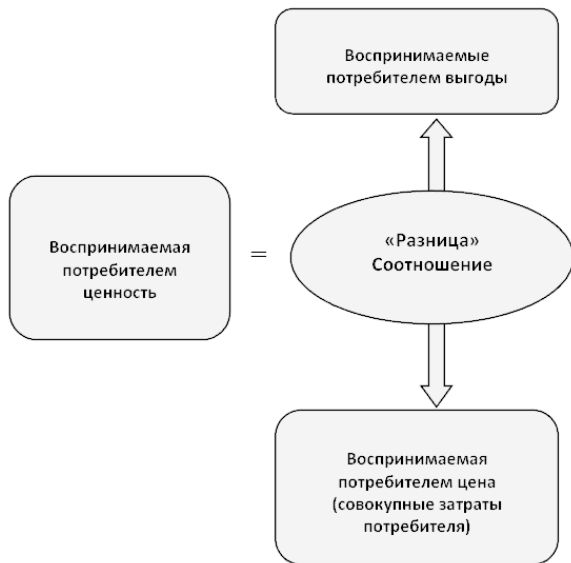 Воспринимаемые
потребителем выгоды
Воспринимаемая
потребителем
ценность
=
«Разница»
Соотношение
Воспринимаемая
потребителем цена
(совокупные затраты
потребителя)